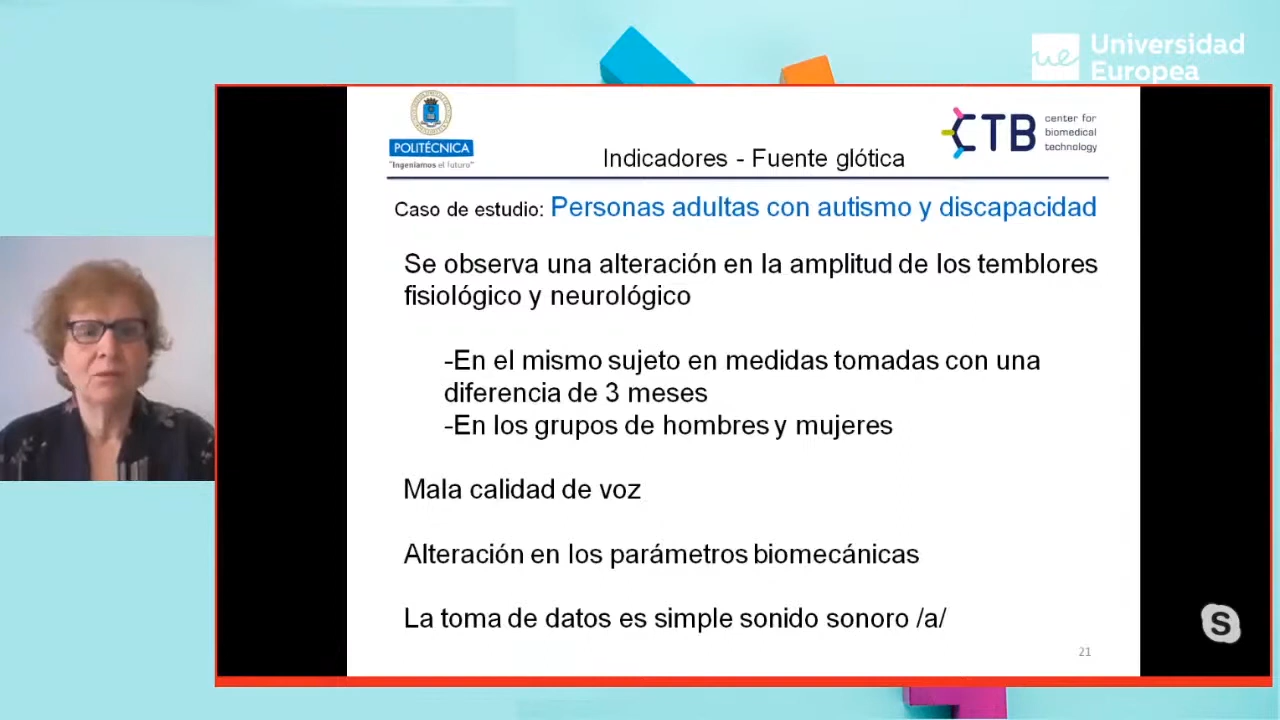 Universidad
Europea
ue
POLITÉCNICA
"Ingeniamos el futuro"
CTB
center for
biomedical
technology
Indicadores - Fuente glótica
Caso de estudio: Personas adultas con autismo y discapacidad
Se observa una alteración en la amplitud de los temblores
fisiológico y neurológico
-En el mismo sujeto en medidas tomadas con una
diferencia de 3 meses
-En los grupos de hombres y mujeres
Mala calidad de voz
Alteración en los parámetros biomecánicas
La toma de datos es simple sonido sonoro /a/
S
21